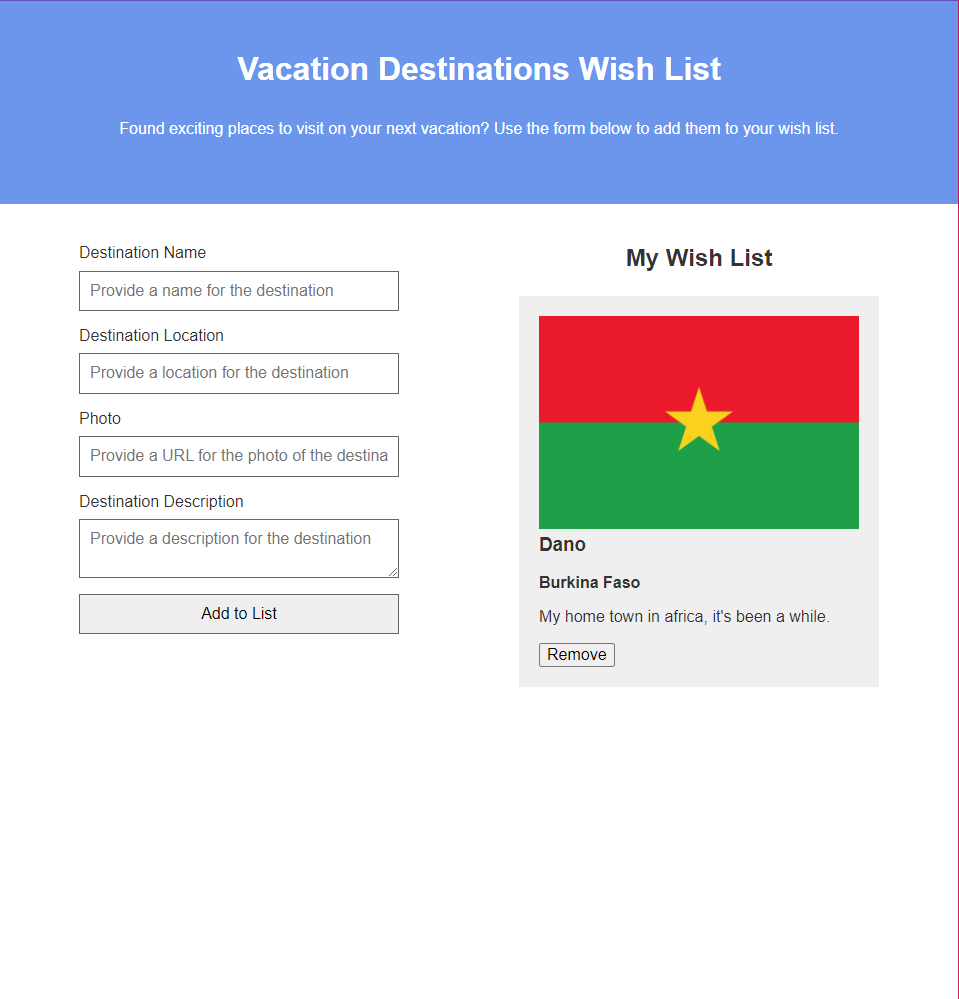 Vacation Destinations Wish List
Found exciting places to visit on your next vacation? Use the form below to add them to your wish list.
Destination Name
Provide a name for the destination
Destination Location
Provide a location for the destination
Photo
Provide a URL for the photo of the destina
Destination Description
Provide a description for the destination
Add to List
My Wish List
Dano
Burkina Faso
My home town in africa, it's been a while.
Remove